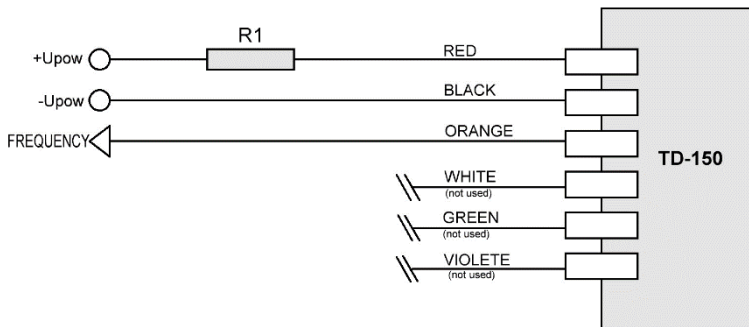 R1
+Upow
RED
-Upow
BLACK
FREQUENCY
ORANGE
TD-150
WHITE
(not used)
GREEN
(not used)
VIOLETE
(not used)